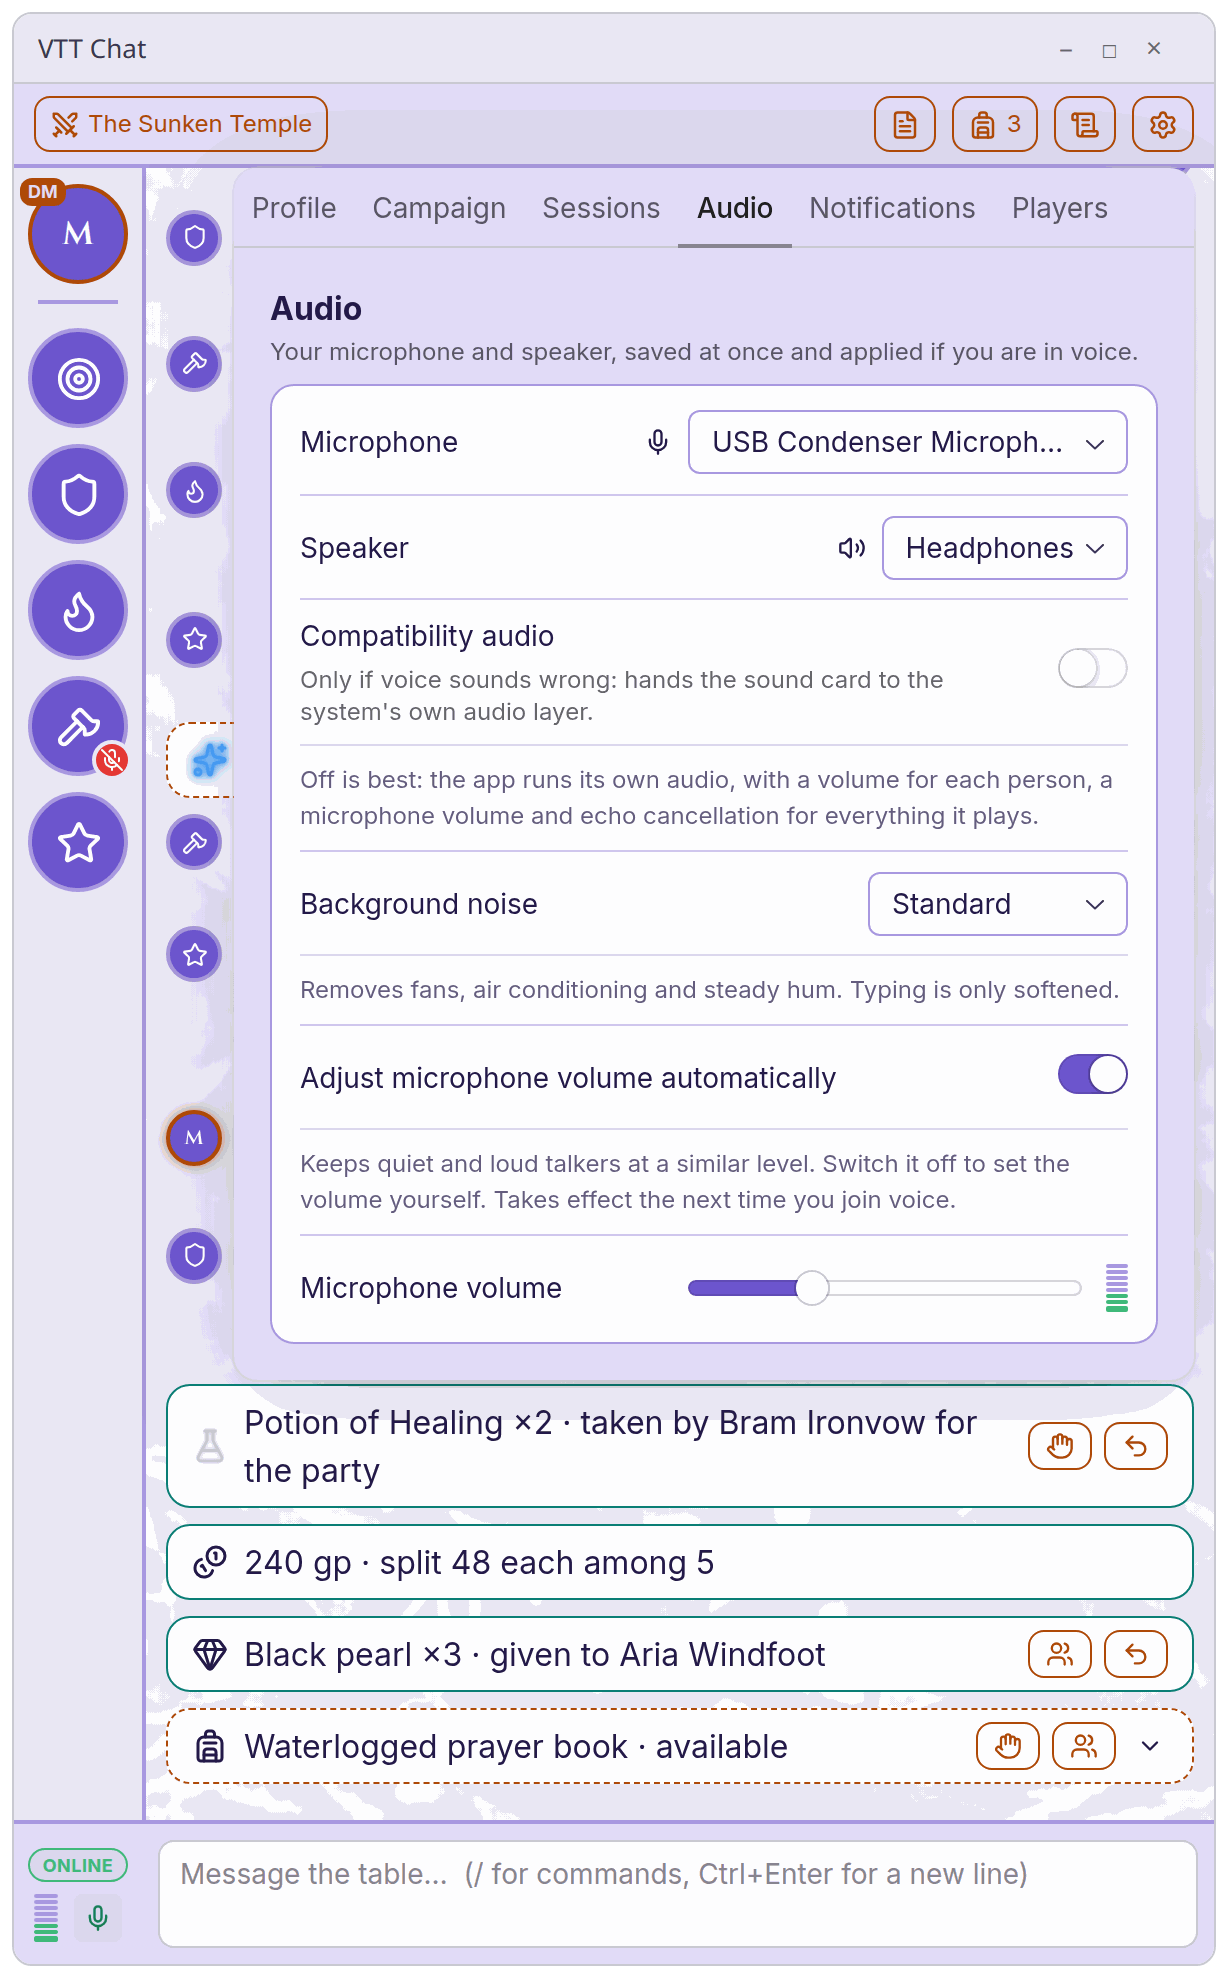 VTT Chat
The Sunken Temple
3
DM
M
Profile Campaign Sessions Audio Notifications Players
Audio
Your microphone and speaker, saved at once and applied if you are in voice.
Microphone
USB Condenser Microph...
Speaker
Headphones
Compatibility audio
Only if voice sounds wrong: hands the sound card to the
system's own audio layer.
Off is best: the app runs its own audio, with a volume for each person, a
microphone volume and echo cancellation for everything it plays.
Background noise
Standard
Removes fans, air conditioning and steady hum. Typing is only softened.
Adjust microphone volume automatically
M
Keeps quiet and loud talkers at a similar level. Switch it off to set the
volume yourself. Takes effect the next time you join voice.
Microphone volume
Potion of Healing ×2 · taken by Bram Ironvow for
the party
240 gp · split 48 each among 5
Black pearl ×3 · given to Aria Windfoot
Waterlogged prayer book · available
ONLINE
Message the table... (/ for commands, Ctrl+Enter for a new line)